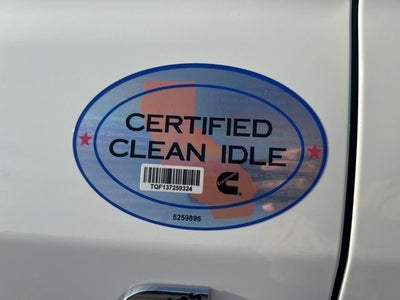 CERTIFIED
CLEAN IDLE
TQF137259324
5259896